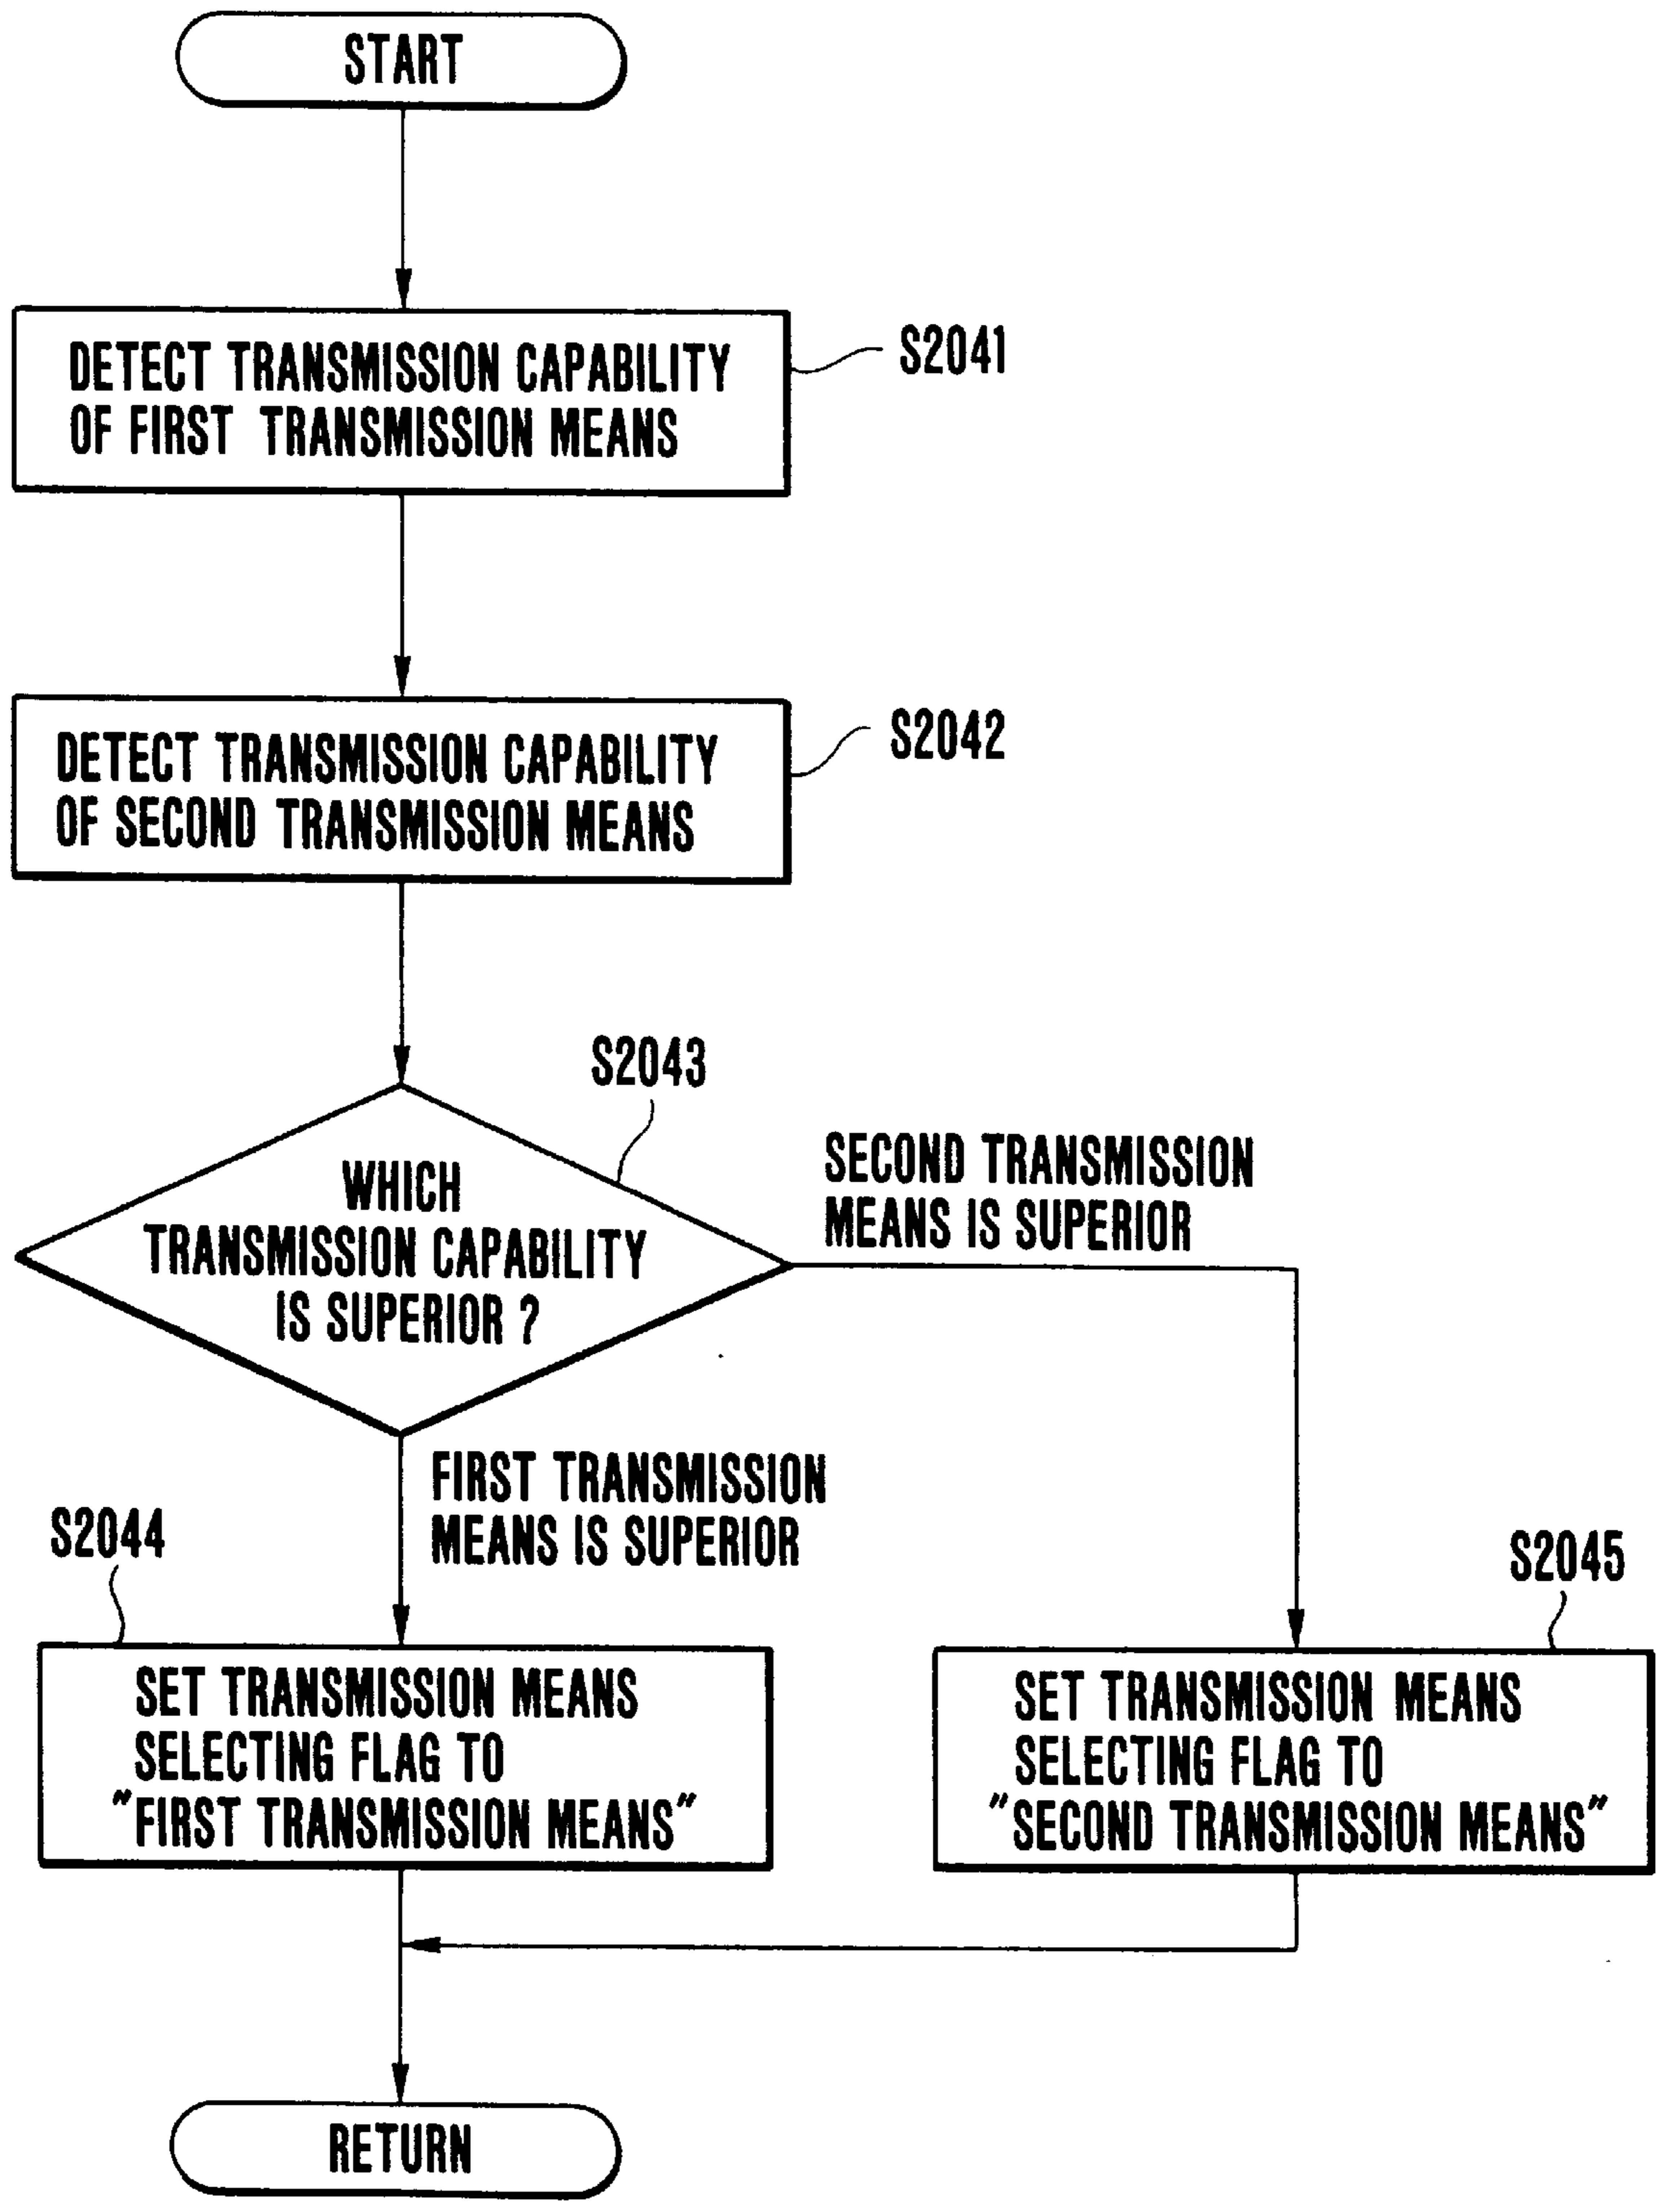 START
DETECT TRANSMISSION CAPABILITY
OF FIRST TRANSMISSION MEANS
S2041
DETECT TRANSMISSION CAPABILITY
OF SECOND TRANSMISSION MEANS
S2042
S2043
WHICH
TRANSMISSION CAPABILITY
IS SUPERIOR ?
SECOND TRANSMISSION
MEANS IS SUPERIOR
FIRST TRANSMISSION
MEANS IS SUPERIOR
S2044
SET TRANSMISSION MEANS
SELECTING FLAG TO
"FIRST TRANSMISSION MEANS"
S2045
SET TRANSMISSION MEANS
SELECTING FLAG TO
"SECOND TRANSMISSION MEANS"
RETURN